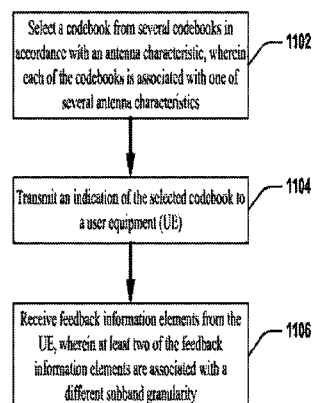 Select a codebook from several codebooks in
accordance with an antenna characteristic, wherein
each of the codebooks is associated with one of
several antenna characteristics
1102
Transmit an indication of the selected codebook to
a user equipment (UE)
1104
Receive feedback information elements from the
UE, wherein at least two of the feedback
information elements are associated with a
different subband granularity
1106